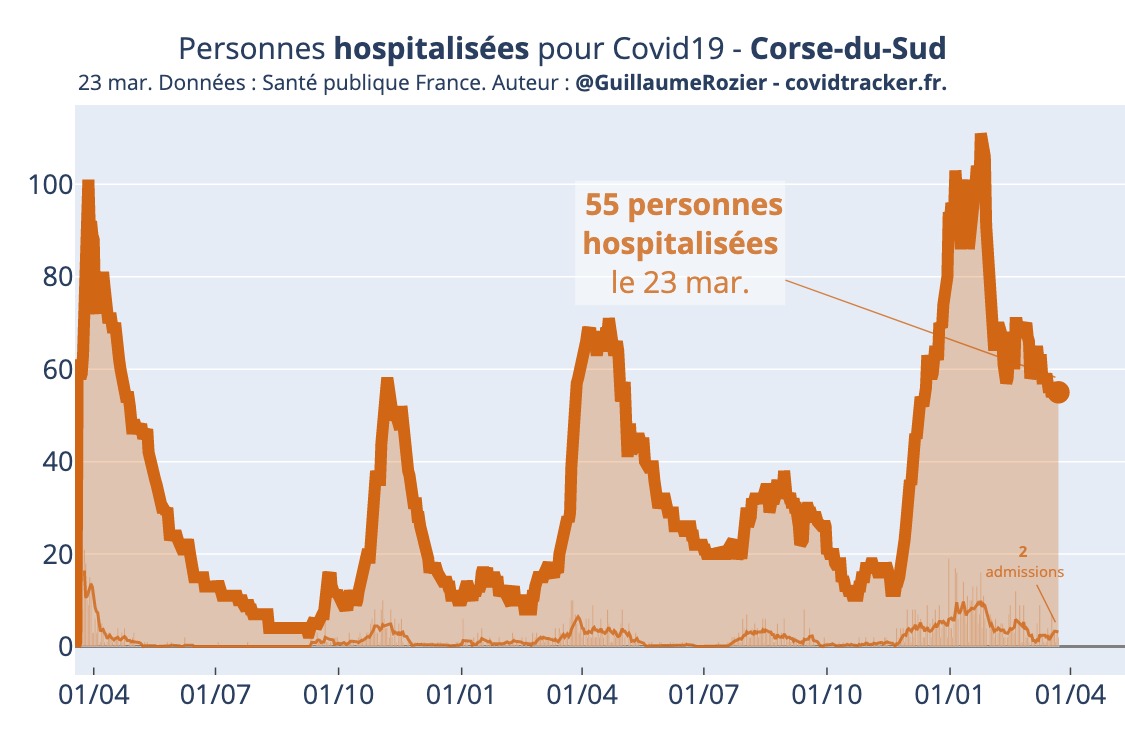 Personnes hospitalisées pour Covid19 - Corse-du-Sud
23 mar. Données : Santé publique France. Auteur : @GuillaumeRozier - covidtracker.fr.
100
80
60
40
20
0
55 personnes
hospitalisées
le 23 mar.
2
admissions
01/04 01/07 01/10 01/01 01/04 01/07 01/10 01/01 01/04